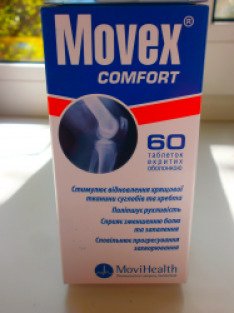 Movex®
COMFORT
60
таблеток
вкритих
оболонкою
Стимулює відновлення хрящової
тканини суглобів та хребта
Поліпшує рухливість
Сприяє зменшенню болю
та запалення
Сповільнює прогресування
захворювання
MoviHealth